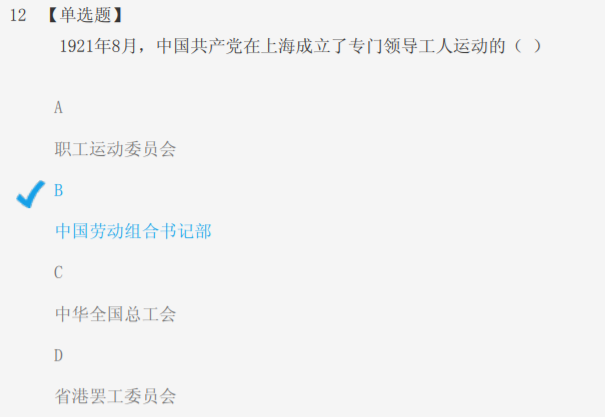 12 【单选题】
1921年8月，中国共产党在上海成立了专门领导工人运动的（ ）
A
职工运动委员会
B
中国劳动组合书记部
C
中华全国总工会
D
省港罢工委员会